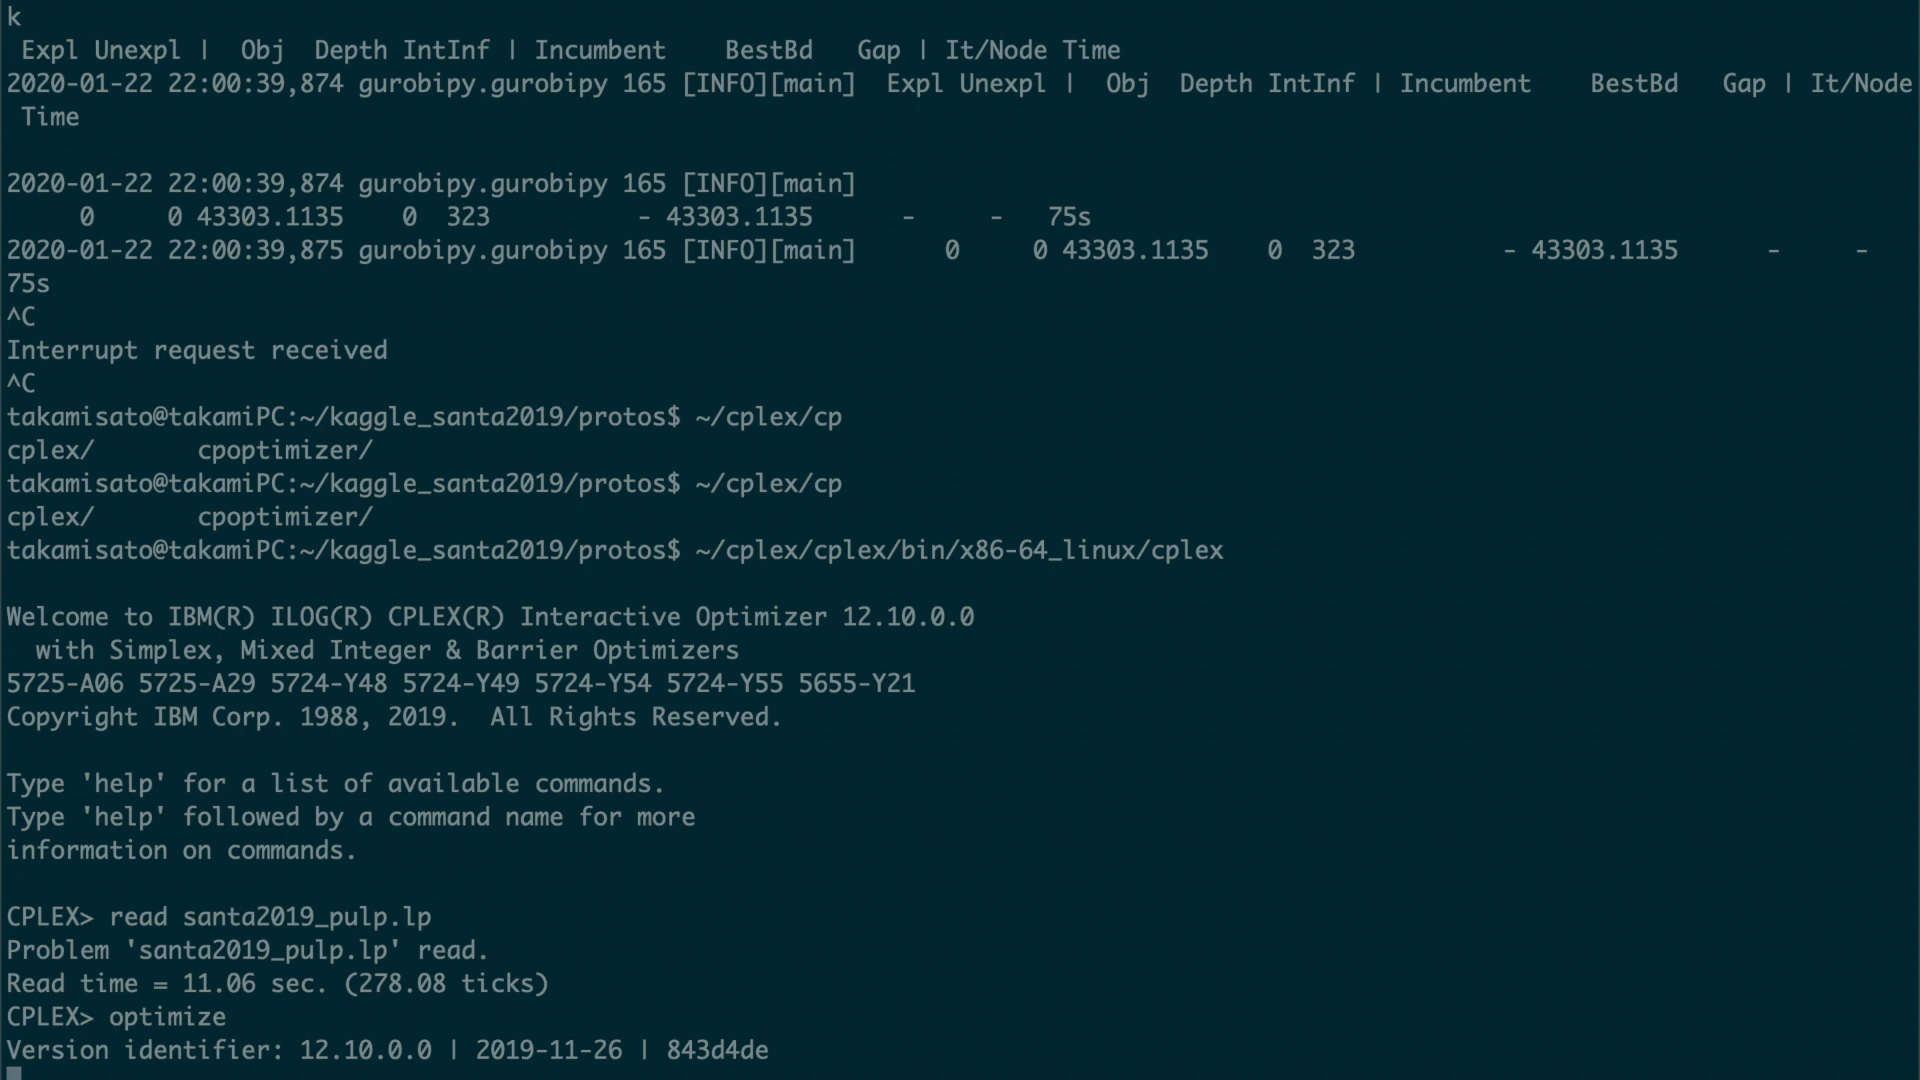 k
 Expl Unexpl |  Obj  Depth IntInf | Incumbent    BestBd   Gap | It/Node Time
2020-01-22 22:00:39,874 gurobipy.gurobipy 165 [INFO][main]  Expl Unexpl |  Obj  Depth IntInf | Incumbent    BestBd   Gap | It/Node
 Time

2020-01-22 22:00:39,874 gurobipy.gurobipy 165 [INFO][main]
     0     0 43303.1135    0  323          - 43303.1135      -     -   75s
2020-01-22 22:00:39,875 gurobipy.gurobipy 165 [INFO][main]      0     0 43303.1135    0  323          - 43303.1135      -     -
75s
^C
Interrupt request received
^C
takamisato@takamiPC:~/kaggle_santa2019/protos$ ~/cplex/cp
cplex/       cpoptimizer/
takamisato@takamiPC:~/kaggle_santa2019/protos$ ~/cplex/cp
cplex/       cpoptimizer/
takamisato@takamiPC:~/kaggle_santa2019/protos$ ~/cplex/cplex/bin/x86-64_linux/cplex

Welcome to IBM(R) ILOG(R) CPLEX(R) Interactive Optimizer 12.10.0.0
  with Simplex, Mixed Integer & Barrier Optimizers
5725-A06 5725-A29 5724-Y48 5724-Y49 5724-Y54 5724-Y55 5655-Y21
Copyright IBM Corp. 1988, 2019.  All Rights Reserved.

Type 'help' for a list of available commands.
Type 'help' followed by a command name for more
information on commands.

CPLEX> read santa2019_pulp.lp
Problem 'santa2019_pulp.lp' read.
Read time = 11.06 sec. (278.08 ticks)
CPLEX> optimize
Version identifier: 12.10.0.0 | 2019-11-26 | 843d4de